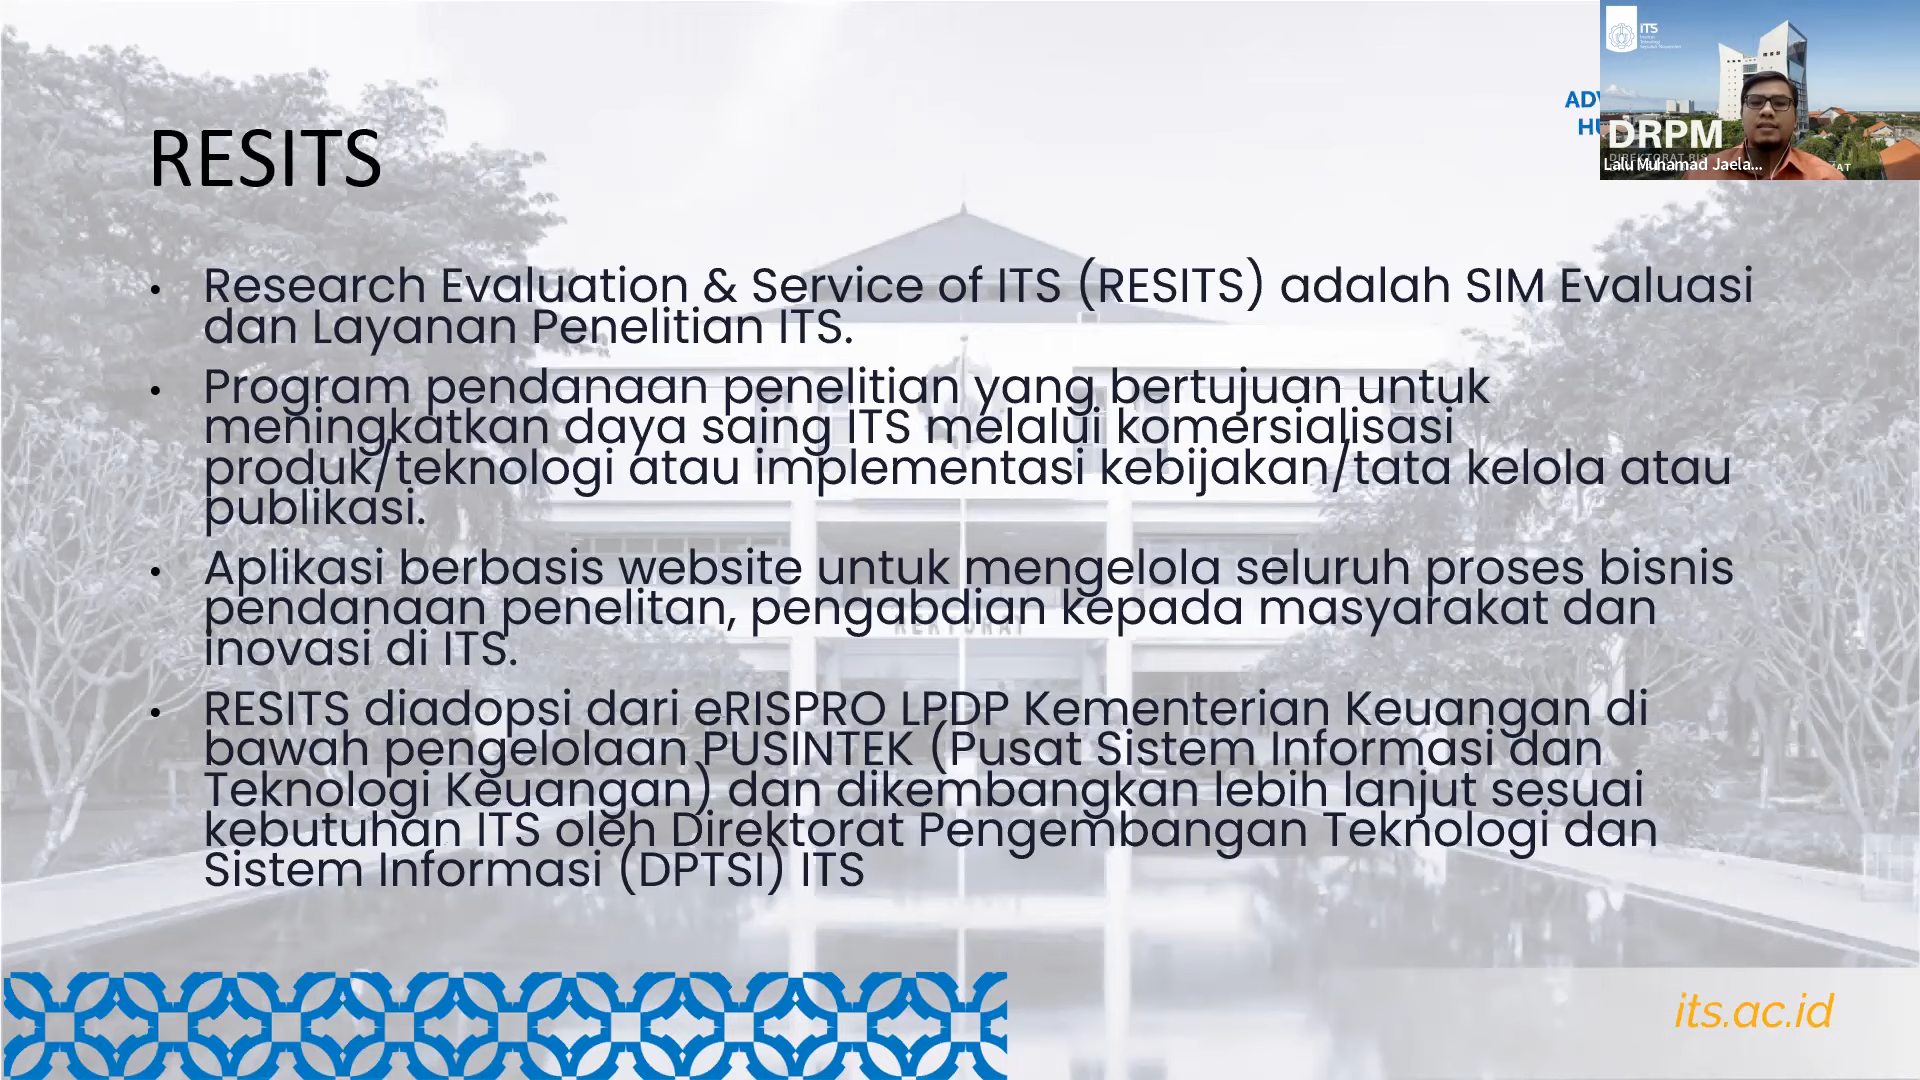 RESITS
ITS
DRPM
Lalu Muhamad Jaela...
• Research Evaluation & Service of ITS (RESITS) adalah SIM Evaluasi
dan Layanan Penelitian ITS.
• Program pendanaan penelitian yang bertujuan untuk
meningkatkan daya saing ITS melalui komersialisasi
produk/teknologi atau implementasi kebijakan/tata kelola atau
publikasi.
• Aplikasi berbasis website untuk mengelola seluruh proses bisnis
pendanaan penelitan, pengabdian kepada masyarakat dan
inovasi di ITS.
• RESITS diadopsi dari eRISPRO LPDP Kementerian Keuangan di
bawah pengelolaan PUSINTEK (Pusat Sistem Informasi dan
Teknologi Keuangan) dan dikembangkan lebih lanjut sesuai
kebutuhan ITS oleh Direktorat Pengembangan Teknologi dan
Sistem Informasi (DPTSI) ITS
REKTORAT
its.ac.id